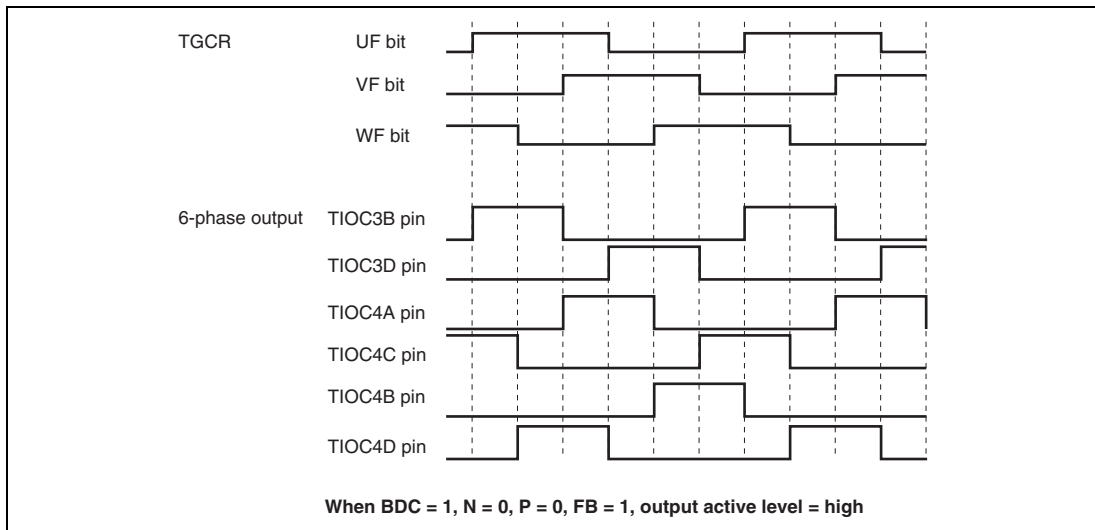 TGCR UF bit
VF bit
WF bit
6-phase output TIOC3B pin
TIOC3D pin
TIOC4A pin
TIOC4C pin
TIOC4B pin
TIOC4D pin
When BDC = 1, N = 0, P = 0, FB = 1, output active level = high